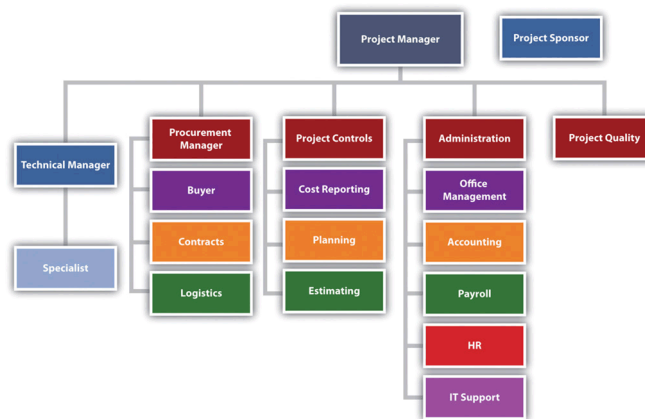 Project Manager
Project Sponsor
Technical Manager
Procurement
Manager
Project Controls
Administration
Project Quality
Buyer
Cost Reporting
Office
Management
Specialist
Contracts
Planning
Accounting
Logistics
Estimating
Payroll
HR
IT Support